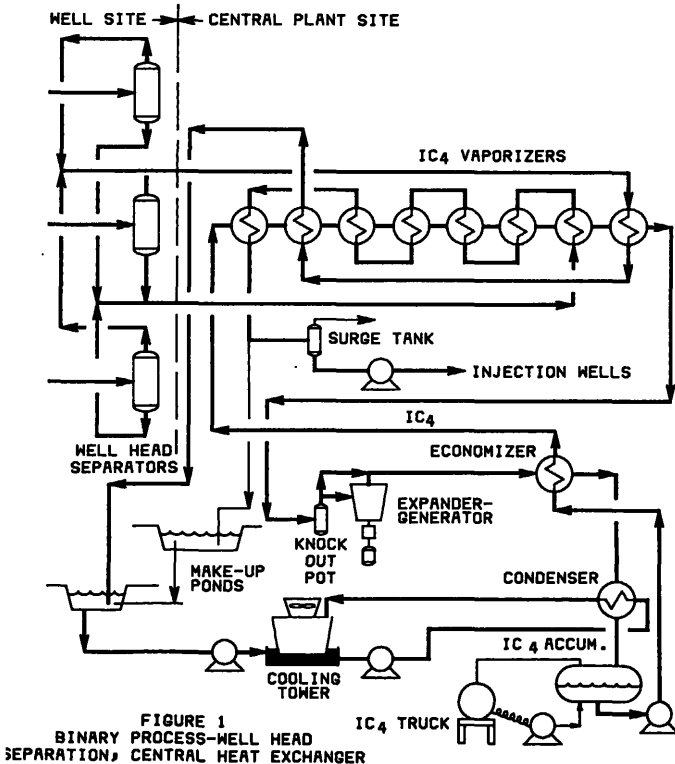 WELL SITE
CENTRAL PLANT SITE
IC4 VAPORIZERS
SURGE TANK
INJECTION WELLS
IC4
WELL HEAD
SEPARATORS
ECONOMIZER
EXPANDER-
GENERATOR
KNOCK
OUT
POT
MAKE-UP
PONDS
CONDENSER
IC4 ACCUM.
COOLING
TOWER
IC4 TRUCK
FIGURE 1
BINARY PROCESS-WELL HEAD
SEPARATION, CENTRAL HEAT EXCHANGER